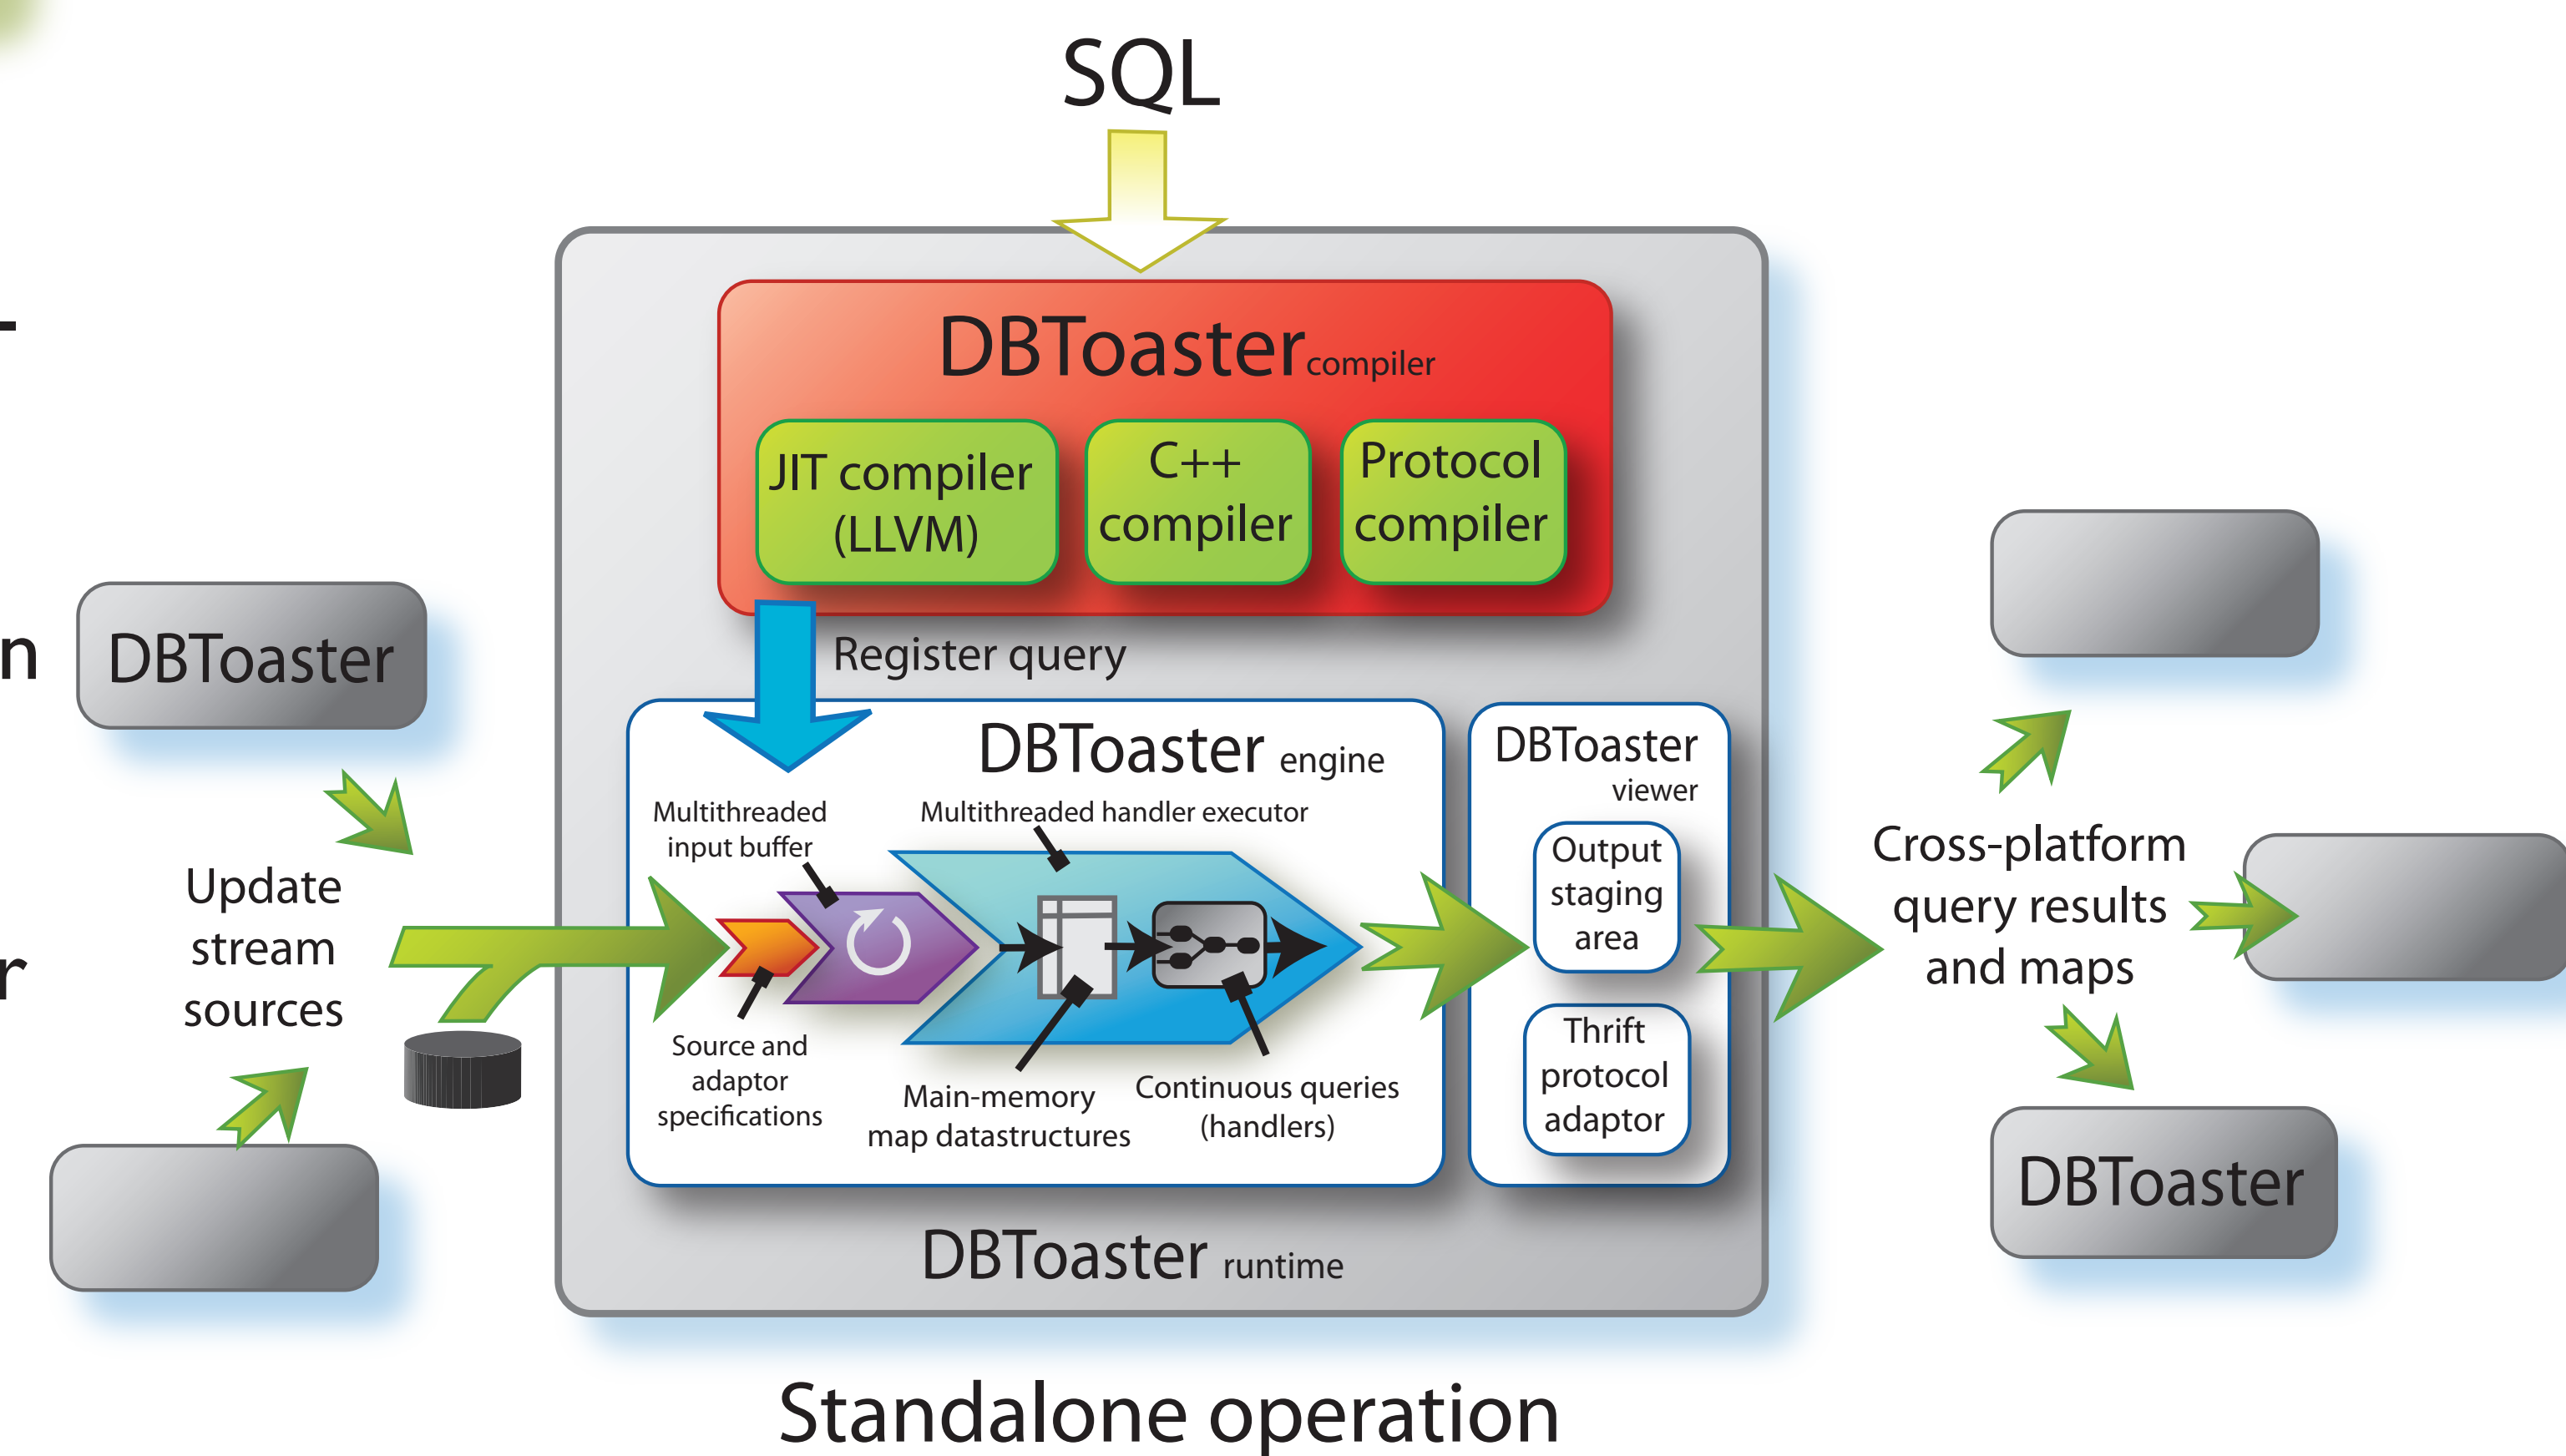 SQL
DBToaster compiler
JIT compiler
(LLVM)
C++
compiler
Protocol
compiler
Register query
n
DBToaster
DBToaster engine
Multithreaded
input buffer
Multithreaded handler executor
Source and
adaptor
specifications
Main-memory
map datastructures
Continuous queries
(handlers)
DBToaster
viewer
Output
staging
area
Thrift
protocol
adaptor
Update
stream
sources
r
Cross-platform
query results
and maps
DBToaster
DBToaster runtime
Standalone operation